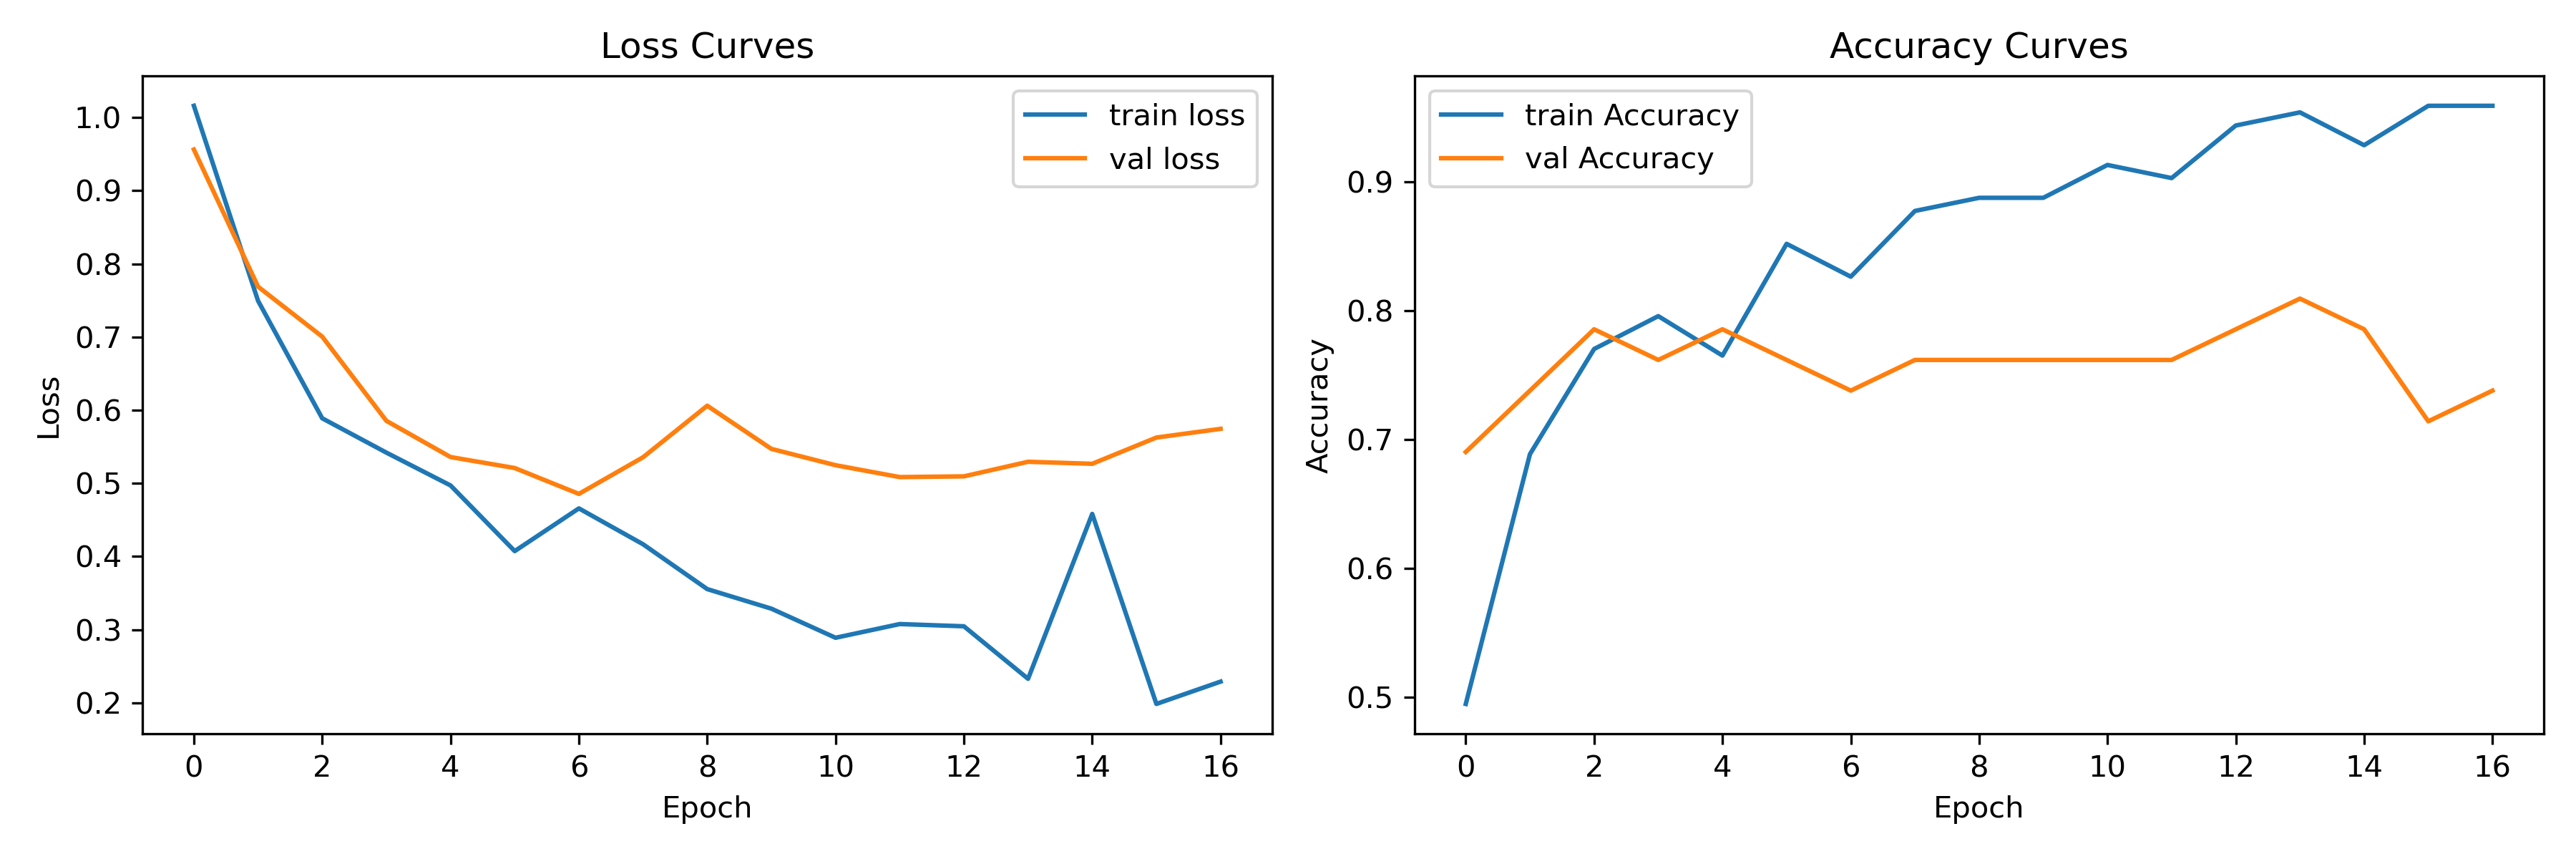 Loss Curves
train loss
val loss
Loss
1.0
0.9
0.8
0.7
0.6
0.5
0.4
0.3
0.2
0 2 4 6 8 10 12 14 16
Epoch
Accuracy Curves
train Accuracy
val Accuracy
Accuracy
0.9
0.8
0.7
0.6
0.5
0 2 4 6 8 10 12 14 16
Epoch